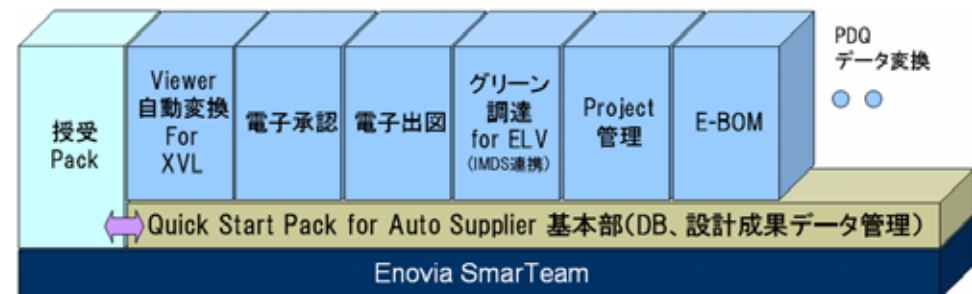 授受
Pack
Viewer
自動変換
For
XVL
電子承認
電子出図
グリーン
調達
for ELV
(IMDS連携)
Project
管理
E-BOM
PDQ
データ変換
Quick Start Pack for Auto Supplier 基本部(DB、設計成果データ管理)
Enovia SmarTeam